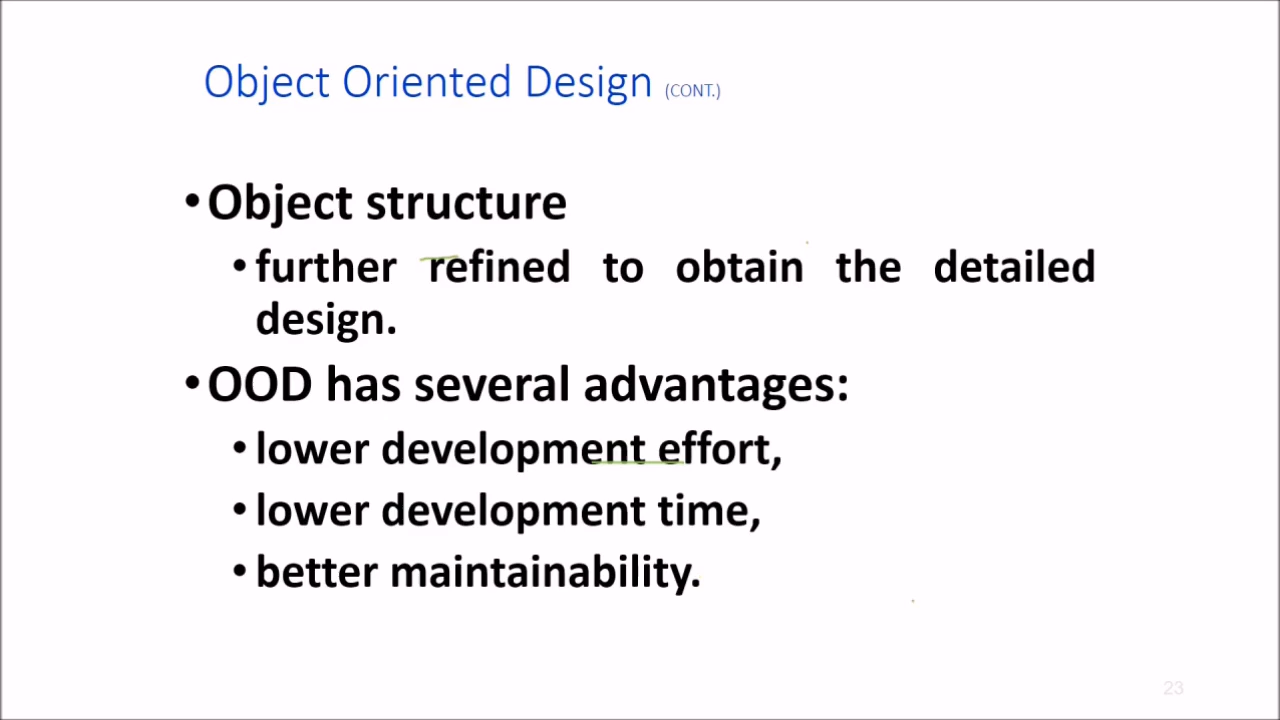 Object Oriented Design (CONT.)
•Object structure
•further refined to obtain the detailed
design.
•OOD has several advantages:
•lower development effort,
•lower development time,
•better maintainability.
23